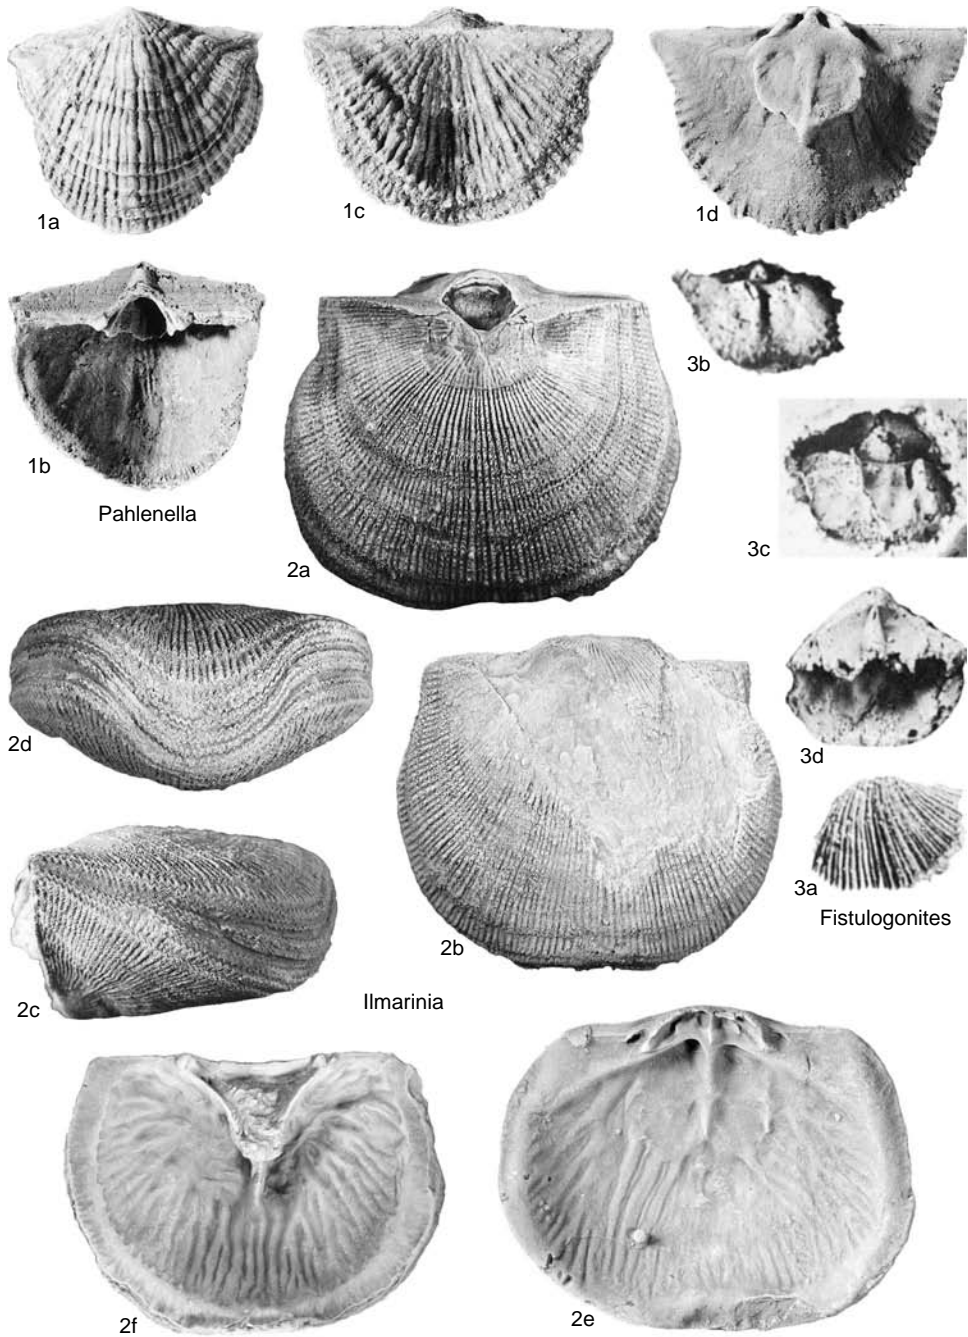 1a
1c
1d
1b
Pahlenella
2a
3b
3c
2d
3d
2b
3a
Fistulogonites
2c
Ilmarinia
2f
2e